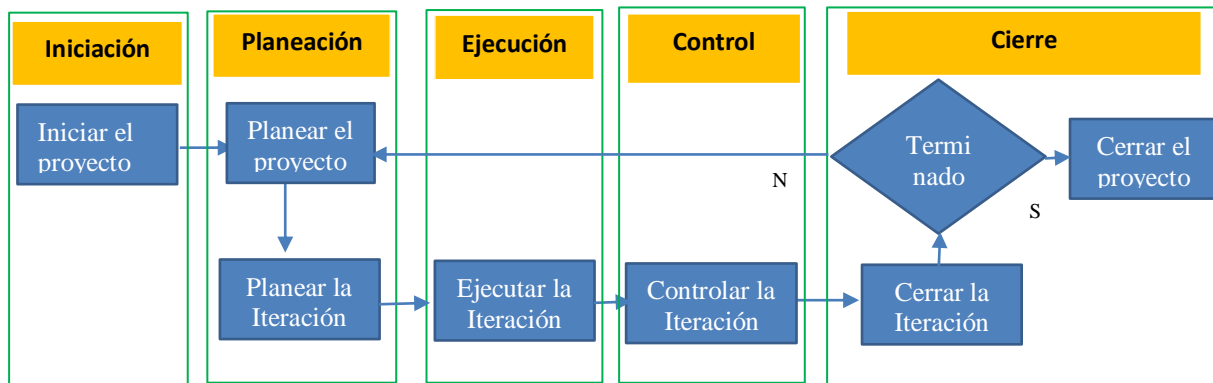 Iniciación
Planeación
Ejecución
Control
Cierre
Iniciar el
proyecto
Planear el
proyecto
Termi
nado
Cerrar el
proyecto
N
S
Planear la
Iteración
Ejecutar la
Iteración
Controlar la
Iteración
Cerrar la
Iteración